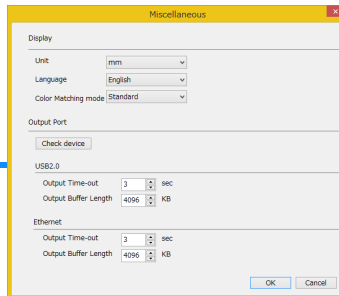 Miscellaneous
Display
Unit mm
Language English
Color Matching mode Standard
Output Port
Check device
USB2.0
Output Time-out 3 sec
Output Buffer Length 4096 KB
Ethernet
Output Time-out 3 sec
Output Buffer Length 4096 KB
OK Cancel